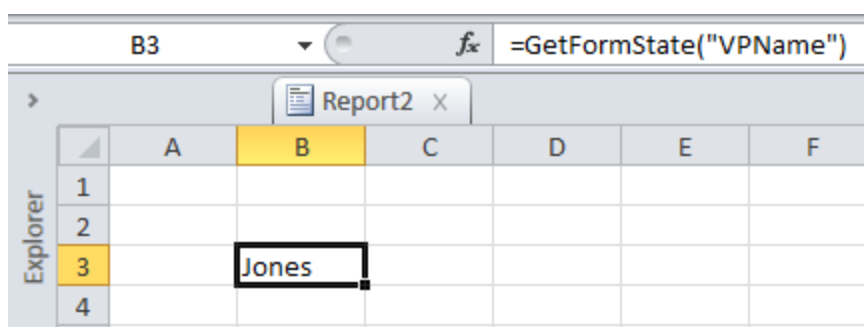 B3 fx =GetFormState("VPName")
Report2
A B C D E F
1
2
3 Jones
4
Explorer